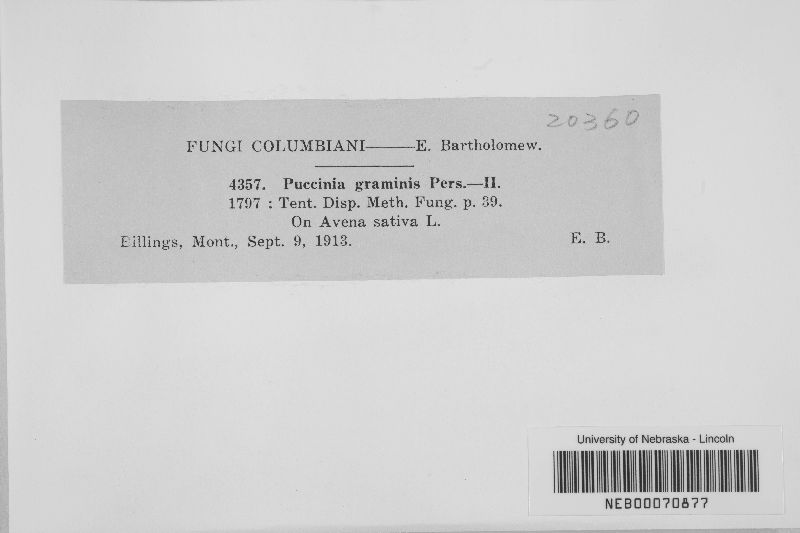 20360
FUNGI COLUMBIANI——E. Bartholomew.
4357. Puccinia graminis Pers.—II.
1797 : Tent. Disp. Meth. Fung. p. 39.
On Avena sativa L.
Billings, Mont., Sept. 9, 1913. E. B.
University of Nebraska - Lincoln
NEB00070877